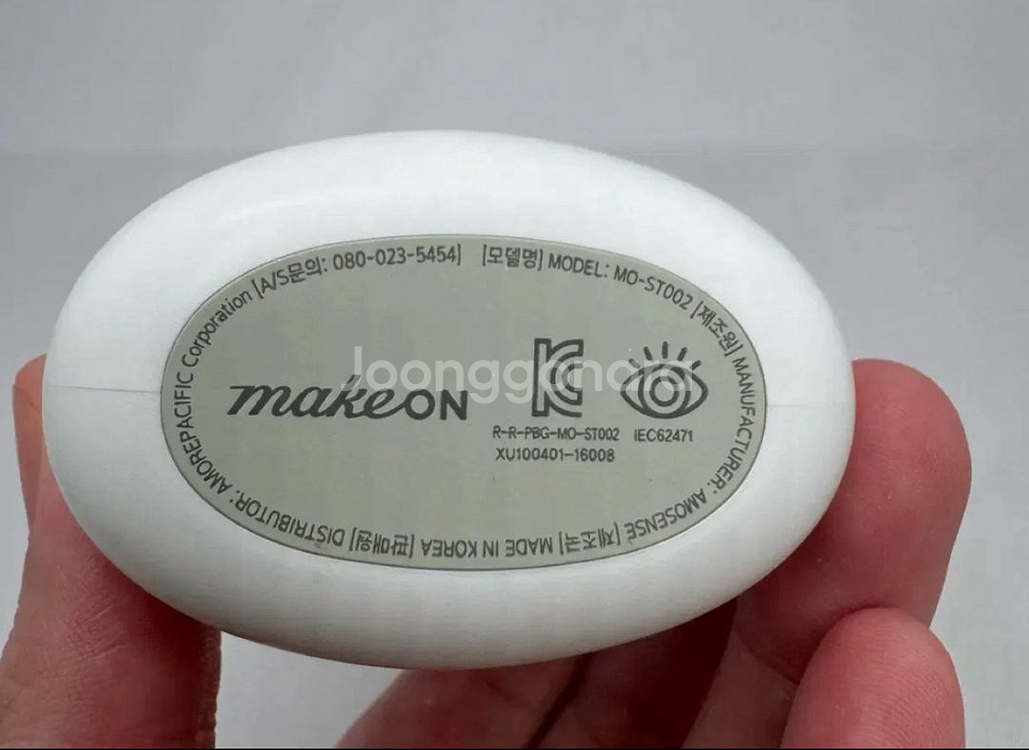 [A/S문의: 080-023-5454] [모델명] MODEL: MO-ST002 [제조원] MANUFACTURER: AMOSENSE [제조국] MADE IN KOREA [판매원] DISTRIBUTOR: AMOREPACIFIC Corporation
Joonggonara
makeON
R-R-PBG-MO-ST002 IEC62471
XU100401-16008